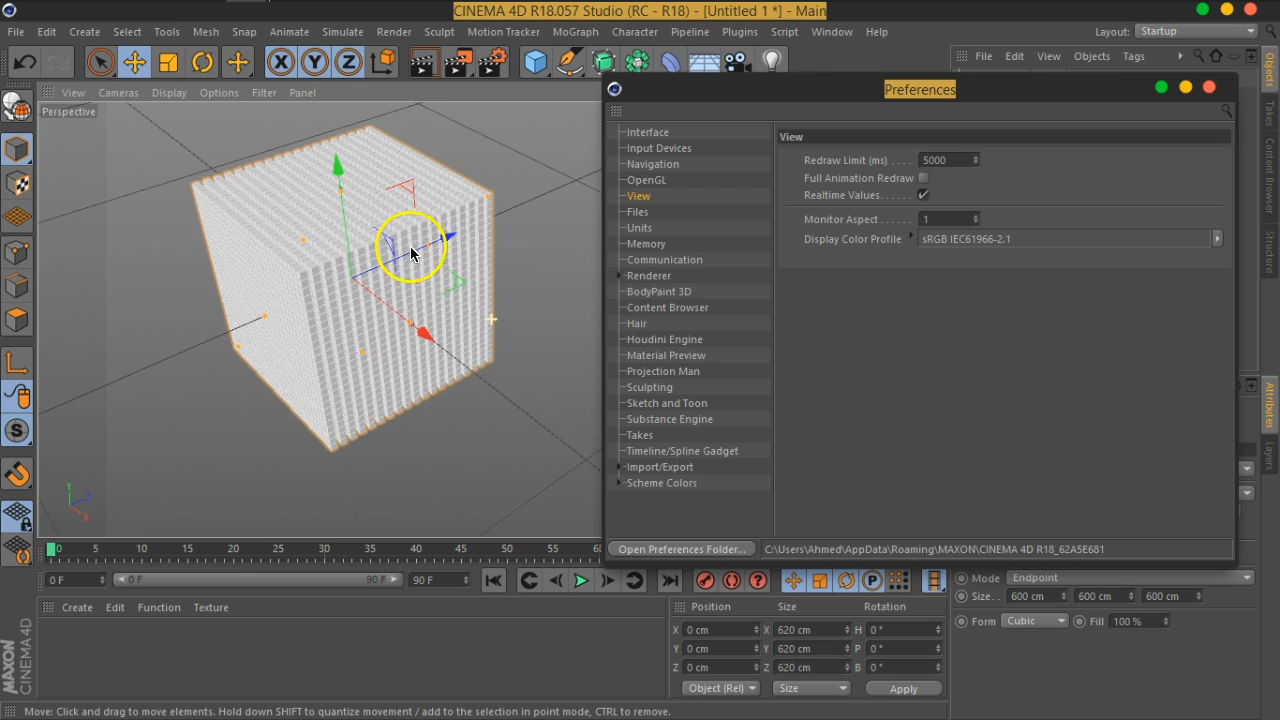 CINEMA 4D R18.057 Studio (RC - R18) - [Untitled 1 *] - Main
File Edit Create Select Tools Mesh Snap Animate Simulate Render Sculpt Motion Tracker MoGraph Character Pipeline Plugins Script Window Help Layout: Startup
X Y Z
File Edit View Objects Tags
View Cameras Display Options Filter Panel
Perspective
Preferences
Interface
Input Devices
Navigation
OpenGL
View
Files
Units
Memory
Communication
Renderer
BodyPaint 3D
Content Browser
Hair
Houdini Engine
Material Preview
Projection Man
Sculpting
Sketch and Toon
Substance Engine
Takes
Timeline/Spline Gadget
Import/Export
Scheme Colors
View
Redraw Limit (ms) . . . . 5000
Full Animation Redraw
Realtime Values. . . . . .
Monitor Aspect . . . . . 1
Display Color Profile sRGB IEC61966-2.1
Open Preferences Folder... C:\Users\Ahmed\AppData\Roaming\MAXON\CINEMA 4D R18_62A5E681
Objects
Takes
Content Browser
Structure
Attributes
Layers
S
Y
Z
X
0 5 10 15 20 25 30 35 40 45 50 55 60
0 F 0 F 90 F 90 F
P
Mode Endpoint
Size. . 600 cm 600 cm 600 cm
Form Cubic Fill 100 %
Create Edit Function Texture
Position Size Rotation
X 0 cm X 620 cm H 0 °
Y 0 cm Y 620 cm P 0 °
Z 0 cm Z 620 cm B 0 °
Object (Rel) Size Apply
MAXON
CINEMA 4D
Move: Click and drag to move elements. Hold down SHIFT to quantize movement / add to the selection in point mode, CTRL to remove.